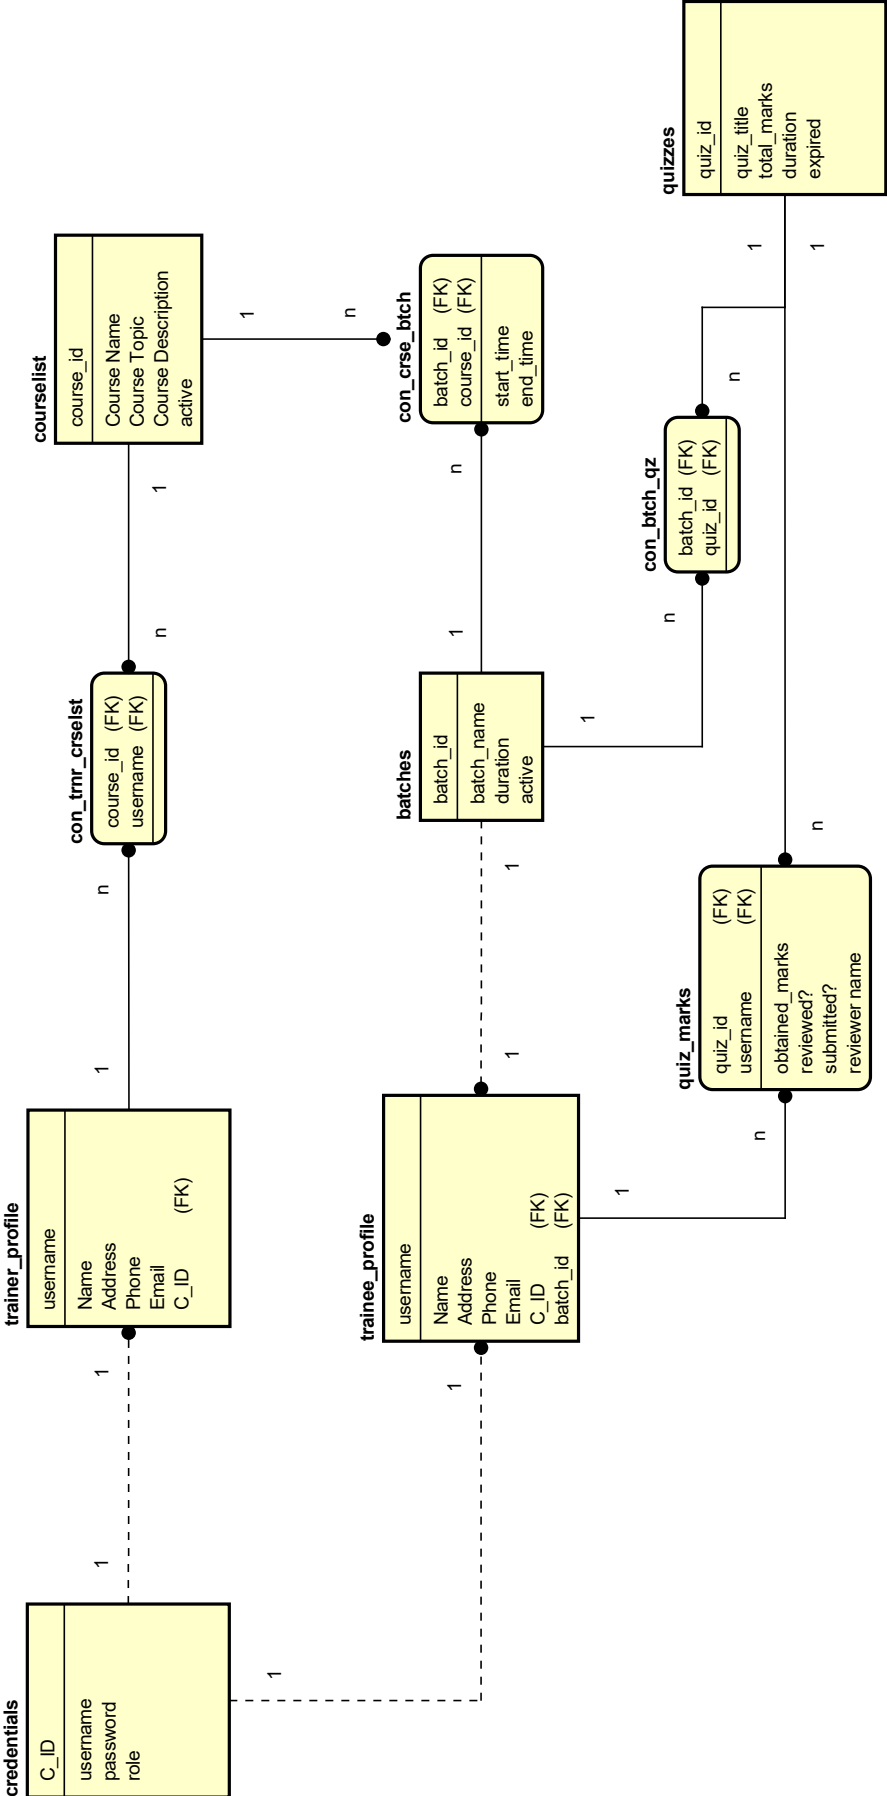 credentials
C_ID
username
password
role
1
1
1
1
trainer_profile
username
Name
Address
Phone
Email
C_ID (FK)
1
n
con_trnr_crselst
course_id (FK)
username (FK)
n
1
courselist
course_id
Course Name
Course Topic
Course Description
active
1
n
trainee_profile
username
Name
Address
Phone
Email
C_ID (FK)
batch_id (FK)
1
1
batches
batch_id
batch_name
duration
active
1
n
con_crse_btch
batch_id (FK)
course_id (FK)
start_time
end_time
1
n
quiz_marks
quiz_id (FK)
username (FK)
obtained_marks
reviewed?
submitted?
reviewer name
1
n
con_btch_qz
batch_id (FK)
quiz_id (FK)
n
1
n
1
quizzes
quiz_id
quiz_title
total_marks
duration
expired